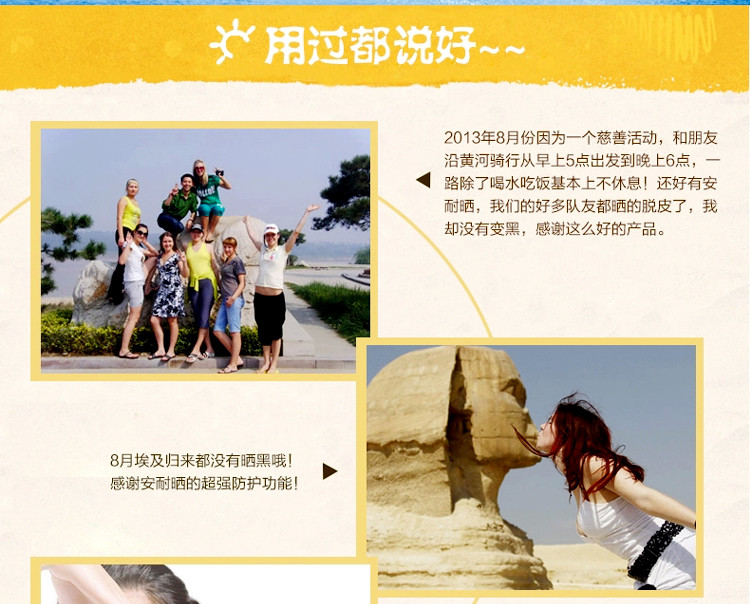 用过都说好~~
2013年8月份因为一个慈善活动，和朋友
沿黄河骑行从早上5点出发到晚上6点，一
路除了喝水吃饭基本上不休息！还好有安
耐晒，我们的好多队友都晒的脱皮了，我
却没有变黑，感谢这么好的产品。
8月埃及归来都没有晒黑哦！
感谢安耐晒的超强防护功能！